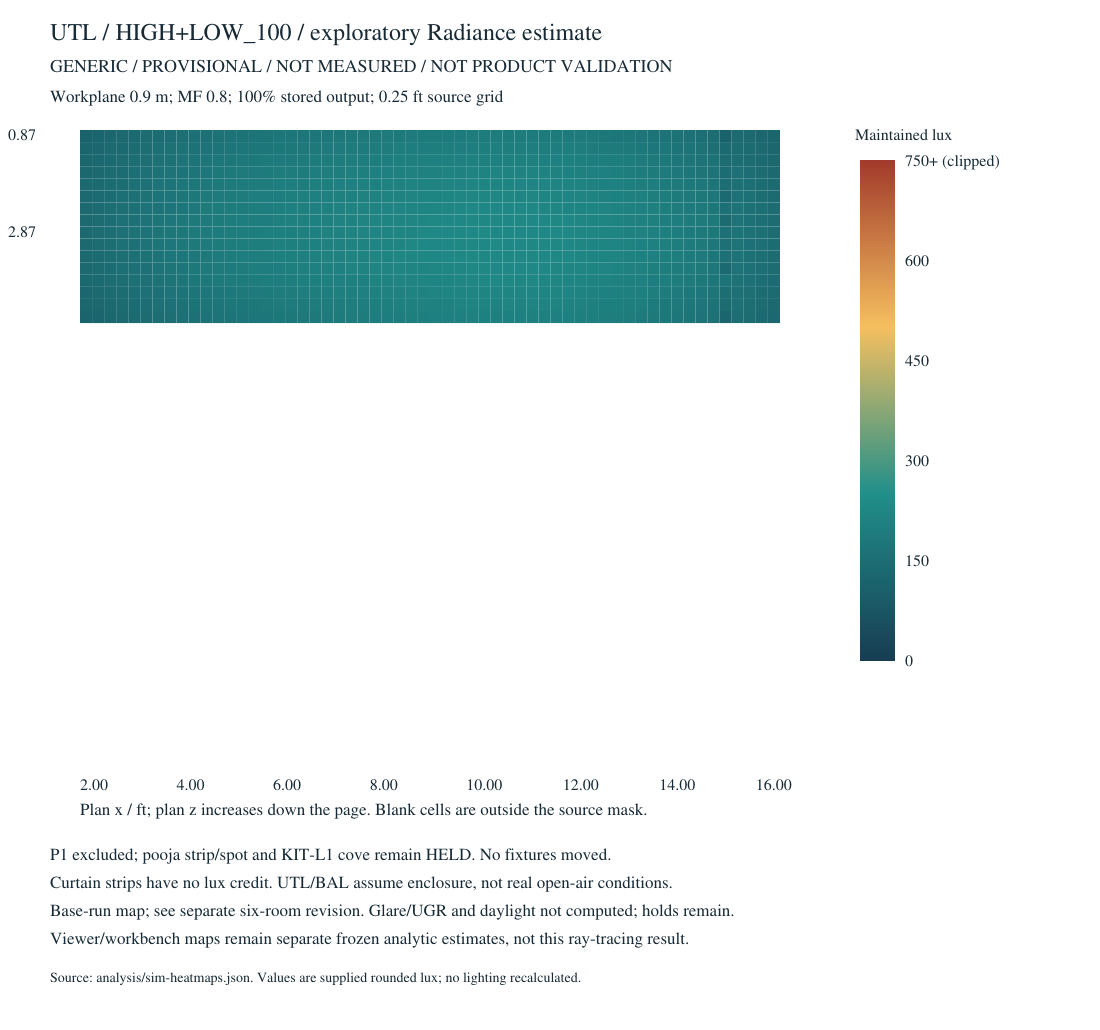 UTL / HIGH+LOW_100 / exploratory Radiance estimate
GENERIC / PROVISIONAL / NOT MEASURED / NOT PRODUCT VALIDATION
Workplane 0.9 m; MF 0.8; 100% stored output; 0.25 ft source grid
0.87
2.87
Maintained lux
750+ (clipped)
600
450
300
150
0
2.00 4.00 6.00 8.00 10.00 12.00 14.00 16.00
Plan x / ft; plan z increases down the page. Blank cells are outside the source mask.
P1 excluded; pooja strip/spot and KIT-L1 cove remain HELD. No fixtures moved.
Curtain strips have no lux credit. UTL/BAL assume enclosure, not real open-air conditions.
Base-run map; see separate six-room revision. Glare/UGR and daylight not computed; holds remain.
Viewer/workbench maps remain separate frozen analytic estimates, not this ray-tracing result.
Source: analysis/sim-heatmaps.json. Values are supplied rounded lux; no lighting recalculated.